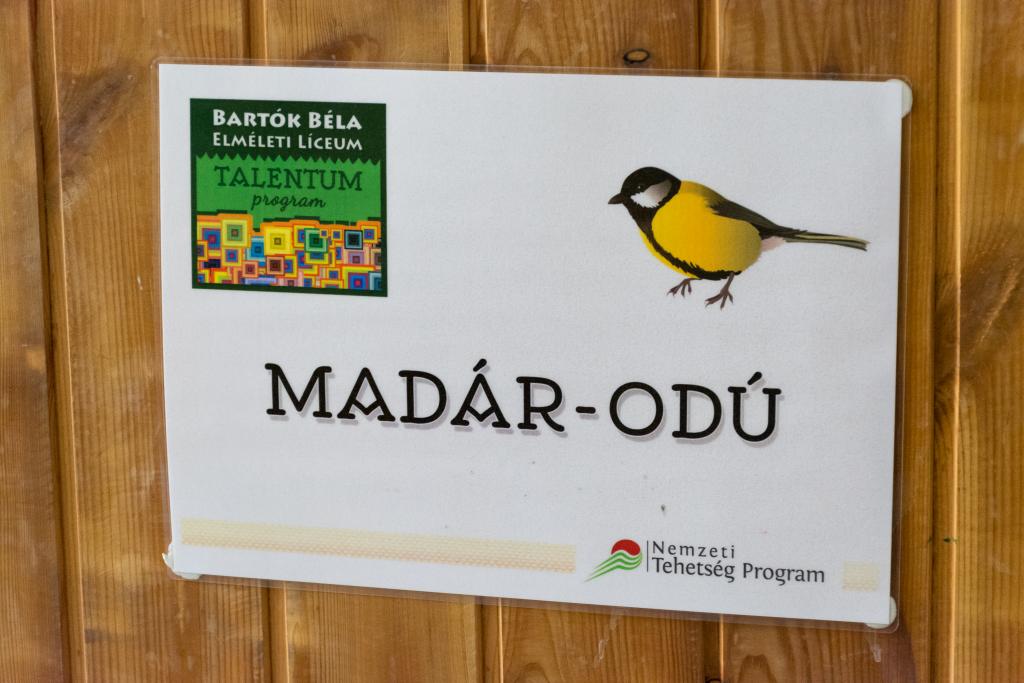 BARTÓK BÉLA
ELMÉLETI LÍCEUM
TALENTUM
program
MADÁR-ODÚ
Nemzeti
Tehetség Program